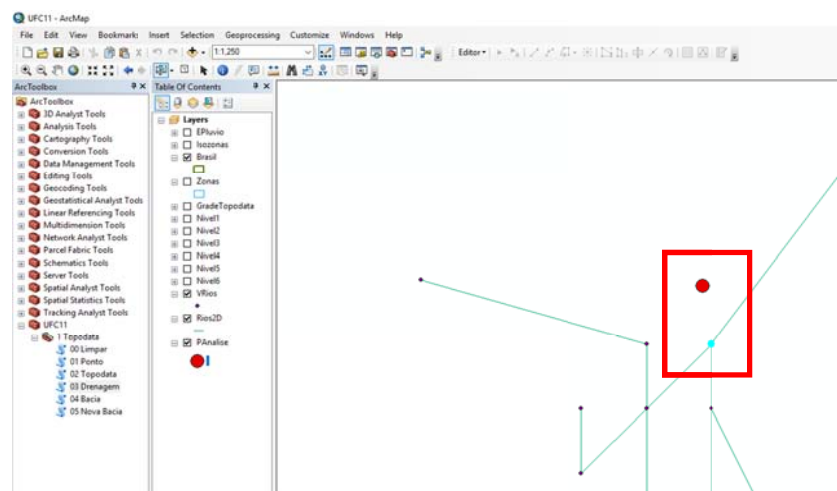 UFC11 - ArcMap
File Edit View Bookmarks Insert Selection Geoprocessing Customize Windows Help
1:1,250
Editor
ArcToolbox
ArcToolbox
3D Analyst Tools
Analysis Tools
Cartography Tools
Conversion Tools
Data Management Tools
Editing Tools
Geocoding Tools
Geostatistical Analyst Tools
Linear Referencing Tools
Multidimension Tools
Network Analyst Tools
Parcel Fabric Tools
Schematics Tools
Server Tools
Spatial Analyst Tools
Spatial Statistics Tools
Tracking Analyst Tools
UFC11
1 Topodata
00 Limpar
01 Ponto
02 Topodata
03 Drenagem
04 Bacia
05 Nova Bacia
Table Of Contents
Layers
EPluvio
Isozonas
Brasil
Zonas
GradeTopodata
Nivel1
Nivel2
Nivel3
Nivel4
Nivel5
Nivel6
VRios
Rios2D
PAnalise